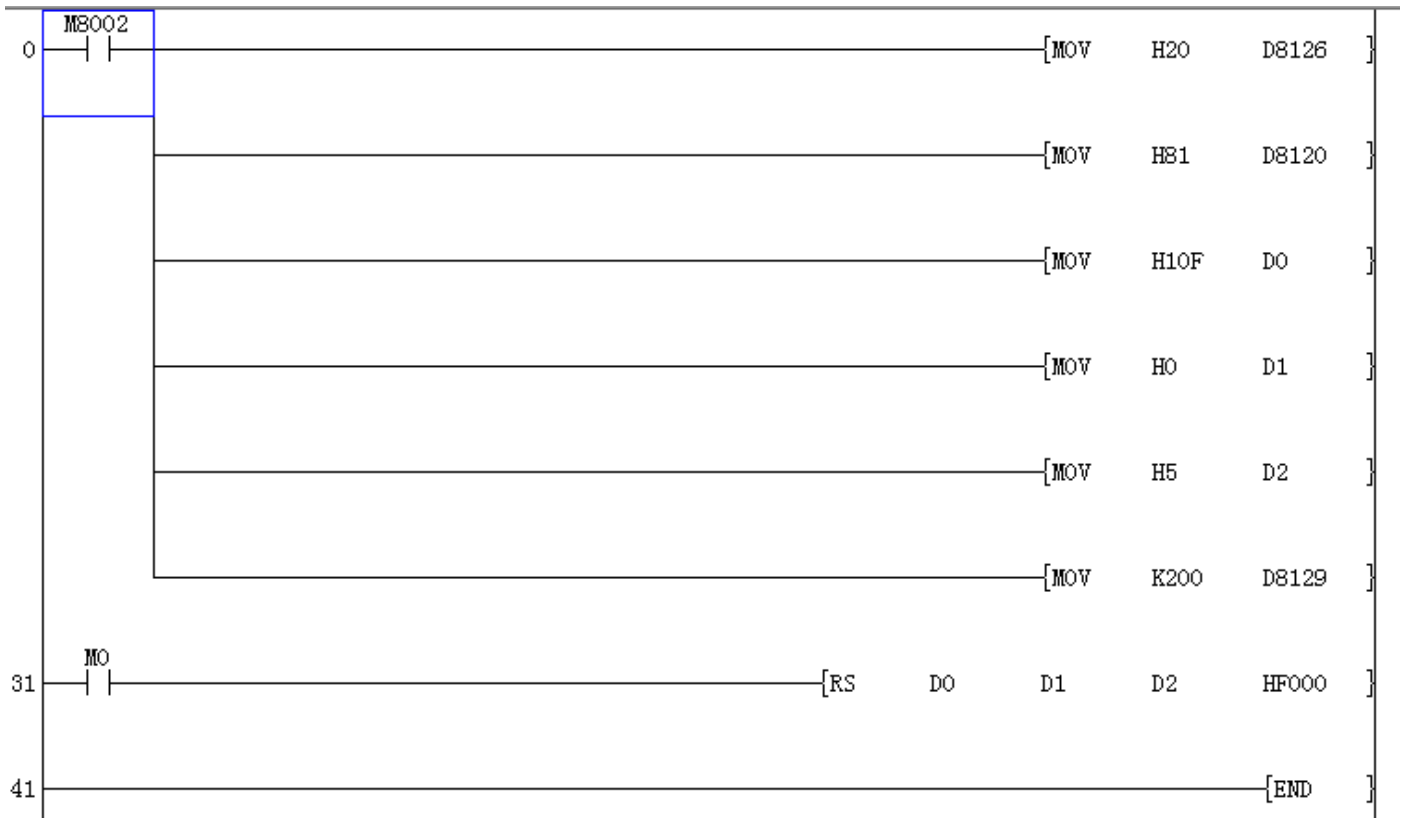 M8002
0 MOV H20 D8126
MOV H81 D8120
MOV H10F D0
MOV H0 D1
MOV H5 D2
MOV K200 D8129
M0
31 RS D0 D1 D2 HF000
41 END